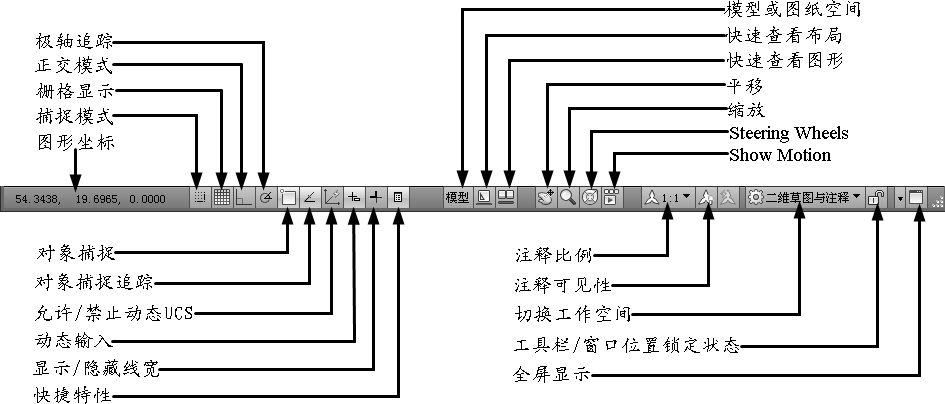 极轴追踪
正交模式
栅格显示
捕捉模式
图形坐标
模型或图纸空间
快速查看布局
快速查看图形
平移
缩放
Steering Wheels
Show Motion
54.3438, 19.6965, 0.0000
模型
1:1
二维草图与注释
对象捕捉
对象捕捉追踪
允许/禁止动态UCS
动态输入
显示/隐藏线宽
快捷特性
注释比例
注释可见性
切换工作空间
工具栏/窗口位置锁定状态
全屏显示